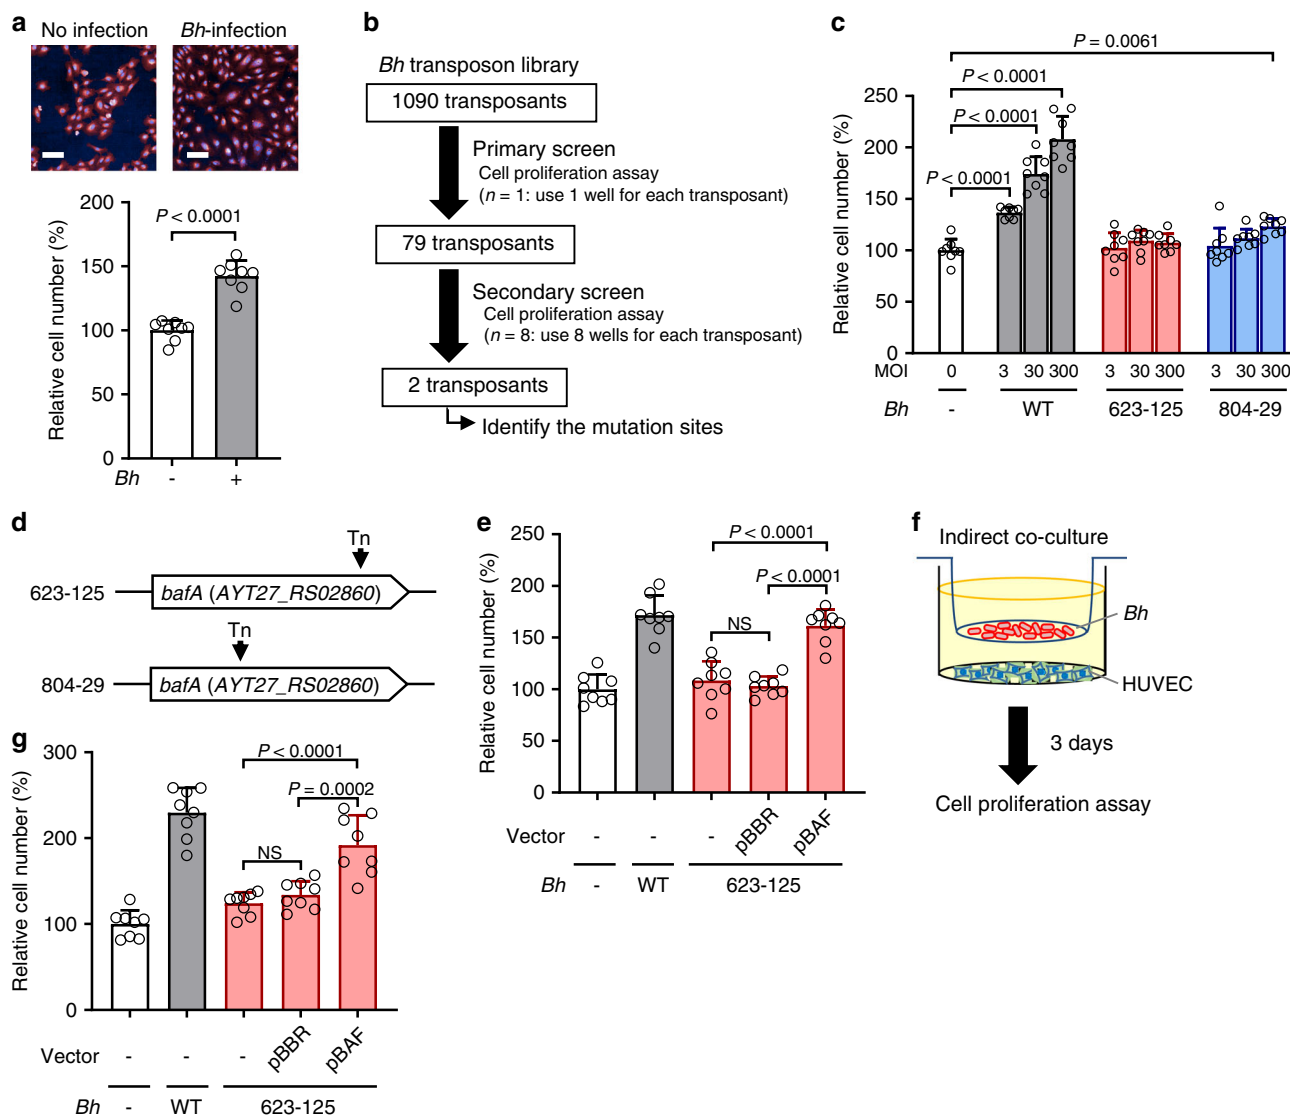 a
No infection
Bh-infection
Relative cell number (%)
200
150
100
50
0
P < 0.0001
Bh - +
b
Bh transposon library
1090 transposants
Primary screen
Cell proliferation assay
(n = 1: use 1 well for each transposant)
79 transposants
Secondary screen
Cell proliferation assay
(n = 8: use 8 wells for each transposant)
2 transposants
Identify the mutation sites
c
P = 0.0061
P < 0.0001
P < 0.0001
P < 0.0001
Relative cell number (%)
250
200
150
100
50
0
MOI 0 3 30 300 3 30 300 3 30 300
Bh - WT 623-125 804-29
d
Tn
623-125 bafA (AYT27_RS02860)
Tn
804-29 bafA (AYT27_RS02860)
e
Relative cell number (%)
250
200
150
100
50
0
P < 0.0001
P < 0.0001
NS
Vector - - - pBBR pBAF
Bh - WT 623-125
f
Indirect co-culture
Bh
HUVEC
3 days
Cell proliferation assay
g
Relative cell number (%)
300
200
100
0
P < 0.0001
P = 0.0002
NS
Vector - - - pBBR pBAF
Bh - WT 623-125